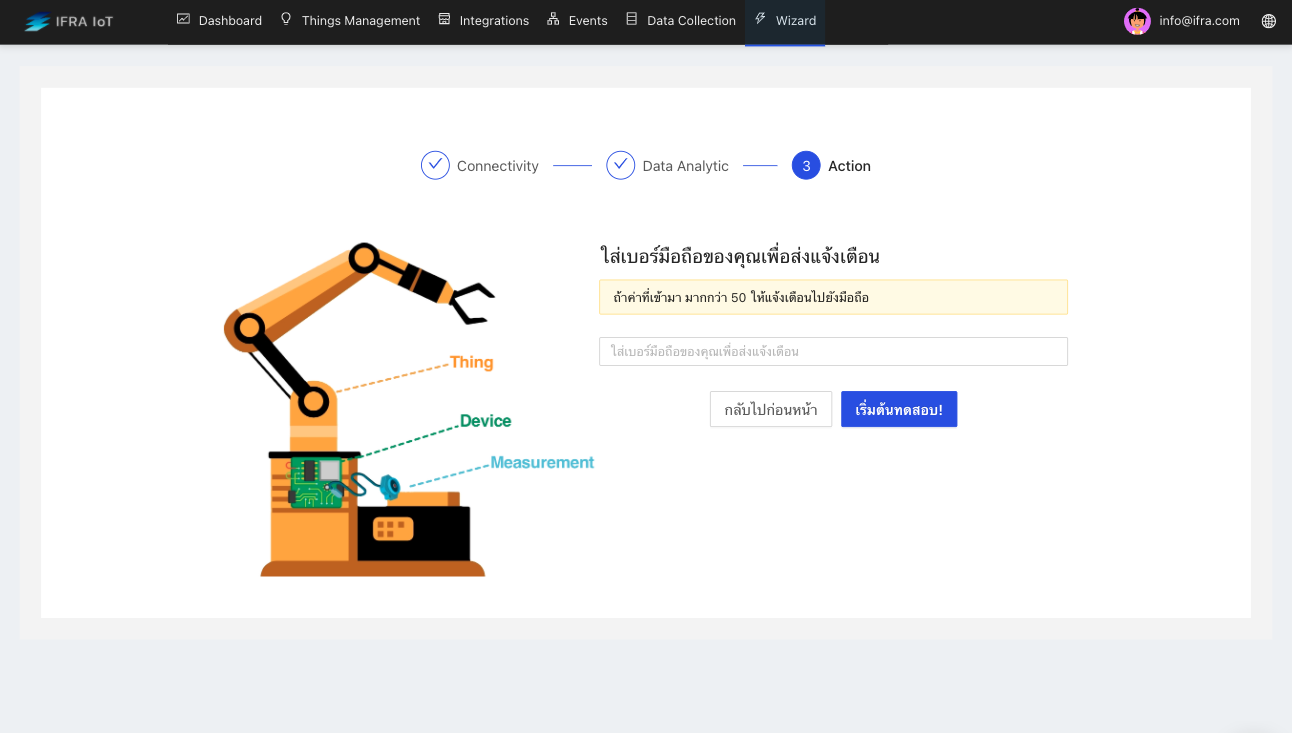 IFRA IoT
Dashboard
Things Management
Integrations
Events
Data Collection
Wizard
info@ifra.com
Connectivity
Data Analytic
3 Action
ใส่เบอร์มือถือของคุณเพื่อส่งแจ้งเตือน
ถ้าค่าที่เข้ามา มากกว่า 50 ให้แจ้งเตือนไปยังมือถือ
ใส่เบอร์มือถือของคุณเพื่อส่งแจ้งเตือน
กลับไปก่อนหน้า
เริ่มต้นทดสอบ!
Thing
Device
Measurement